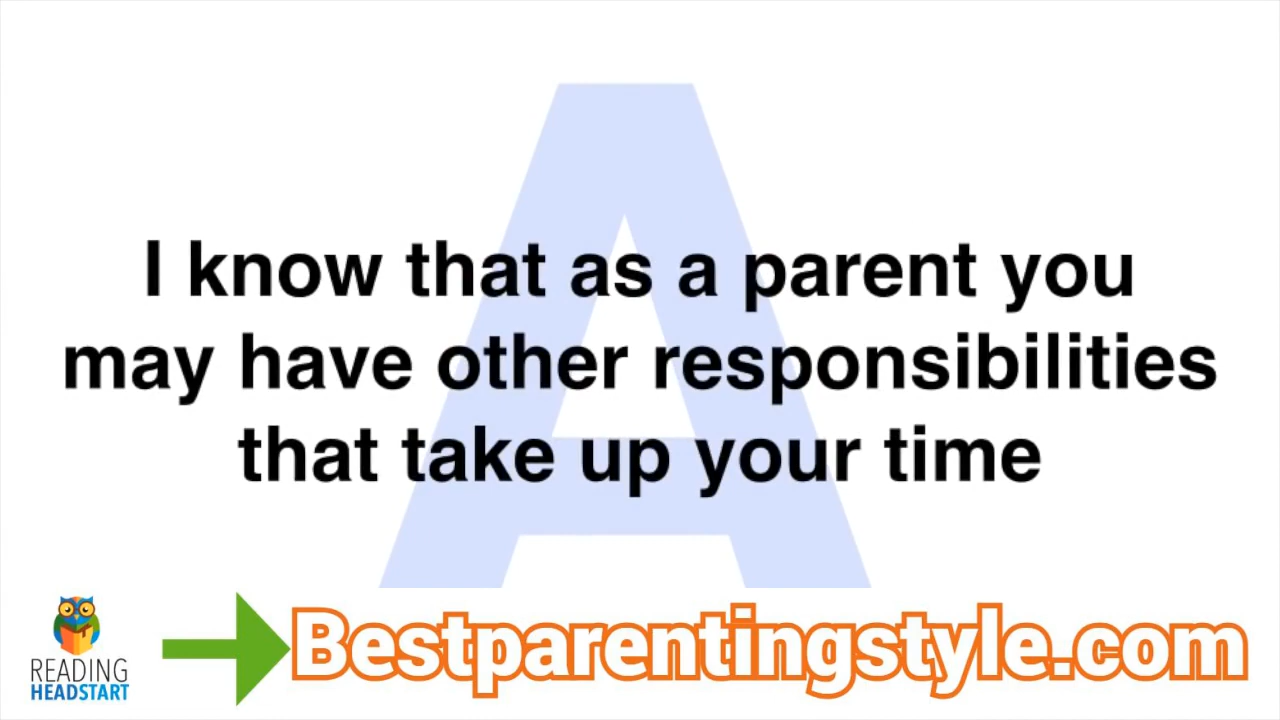 A
I know that as a parent you
may have other responsibilities
that take up your time
READING
HEADSTART
Bestparentingstyle.com